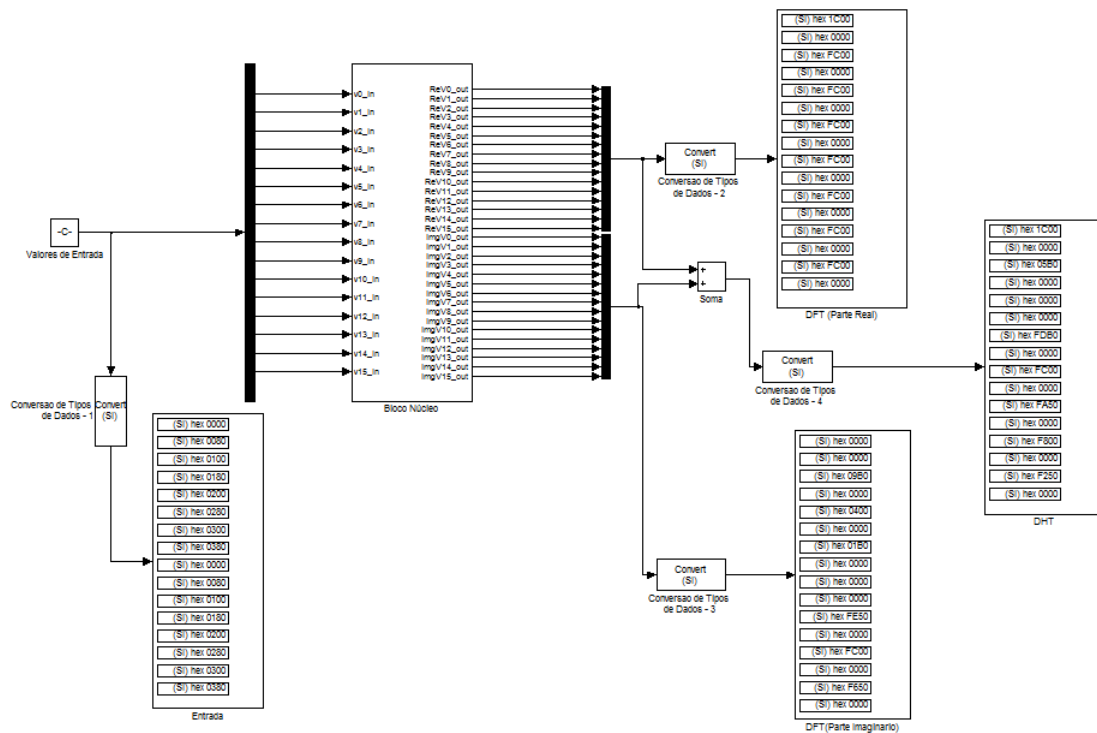 -C-
Valores de Entrada
Conversao de Tipos
de Dados - 1
Convert
(SI)
(SI) hex 0000
(SI) hex 0080
(SI) hex 0100
(SI) hex 0180
(SI) hex 0200
(SI) hex 0280
(SI) hex 0300
(SI) hex 0380
(SI) hex 0000
(SI) hex 0080
(SI) hex 0100
(SI) hex 0180
(SI) hex 0200
(SI) hex 0280
(SI) hex 0300
(SI) hex 0380
Entrada
v0_in
v1_in
v2_in
v3_in
v4_in
v5_in
v6_in
v7_in
v8_in
v9_in
v10_in
v11_in
v12_in
v13_in
v14_in
v15_in
ReV0_out
ReV1_out
ReV2_out
ReV3_out
ReV4_out
ReV5_out
ReV6_out
ReV7_out
ReV8_out
ReV9_out
ReV10_out
ReV11_out
ReV12_out
ReV13_out
ReV14_out
ReV15_out
ImgV0_out
ImgV1_out
ImgV2_out
ImgV3_out
ImgV4_out
ImgV5_out
ImgV6_out
ImgV7_out
ImgV8_out
ImgV9_out
ImgV10_out
ImgV11_out
ImgV12_out
ImgV13_out
ImgV14_out
ImgV15_out
Bloco Núcleo
Convert
(SI)
Conversao de Tipos
de Dados - 2
+
+
Soma
Convert
(SI)
Conversao de Tipos
de Dados - 4
Convert
(SI)
Conversao de Tipos
de Dados - 3
(SI) hex 1C00
(SI) hex 0000
(SI) hex FC00
(SI) hex 0000
(SI) hex FC00
(SI) hex 0000
(SI) hex FC00
(SI) hex 0000
(SI) hex FC00
(SI) hex 0000
(SI) hex FC00
(SI) hex 0000
(SI) hex FC00
(SI) hex 0000
(SI) hex FC00
(SI) hex 0000
DFT (Parte Real)
(SI) hex 1C00
(SI) hex 0000
(SI) hex 05B0
(SI) hex 0000
(SI) hex 0000
(SI) hex 0000
(SI) hex FDB0
(SI) hex 0000
(SI) hex FC00
(SI) hex 0000
(SI) hex FA50
(SI) hex 0000
(SI) hex F800
(SI) hex 0000
(SI) hex F250
(SI) hex 0000
DHT
(SI) hex 0000
(SI) hex 0000
(SI) hex 09B0
(SI) hex 0000
(SI) hex 0400
(SI) hex 0000
(SI) hex 01B0
(SI) hex 0000
(SI) hex 0000
(SI) hex 0000
(SI) hex FE50
(SI) hex 0000
(SI) hex FC00
(SI) hex 0000
(SI) hex F650
(SI) hex 0000
DFT(Parte Imaginario)